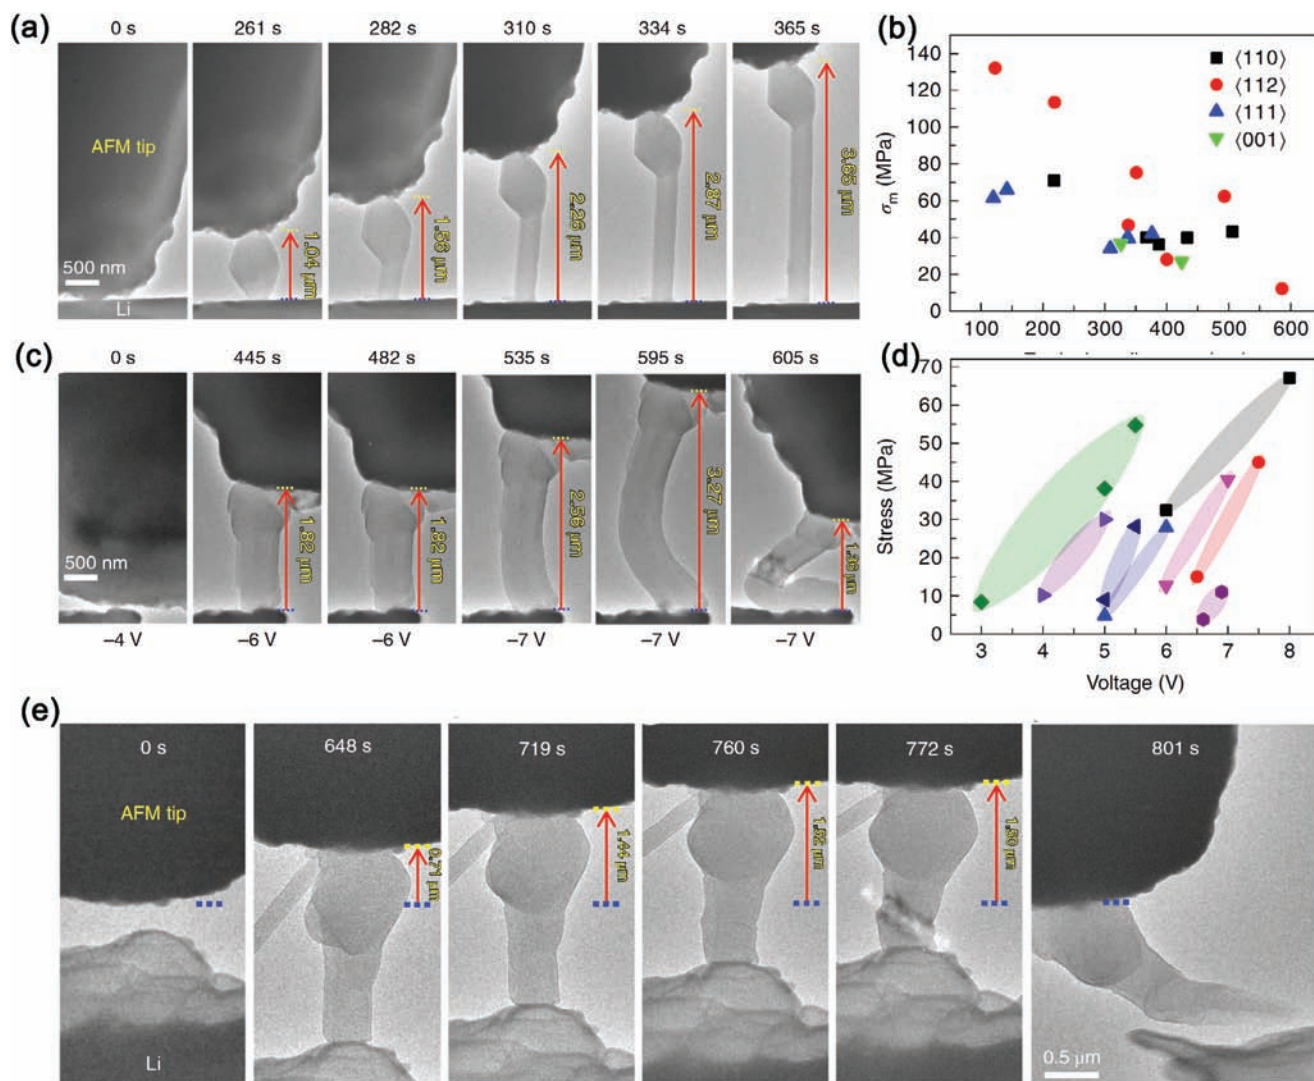 (a)
0 s
261 s
282 s
310 s
334 s
365 s
AFM tip
500 nm
Li
1.04 μm
1.56 μm
2.26 μm
2.87 μm
3.65 μm
(b)
140
120
100
80
60
40
20
0
σm (MPa)
⟨110⟩
⟨112⟩
⟨111⟩
⟨001⟩
100 200 300 400 500 600
(c)
0 s
445 s
482 s
535 s
595 s
605 s
500 nm
1.82 μm
1.82 μm
2.56 μm
3.27 μm
–4 V
–6 V
–6 V
–7 V
–7 V
–7 V
(d)
70
60
50
40
30
20
10
0
Stress (MPa)
3 4 5 6 7 8
Voltage (V)
(e)
0 s
648 s
719 s
760 s
772 s
801 s
AFM tip
Li
0.71 μm
1.44 μm
0.5 μm